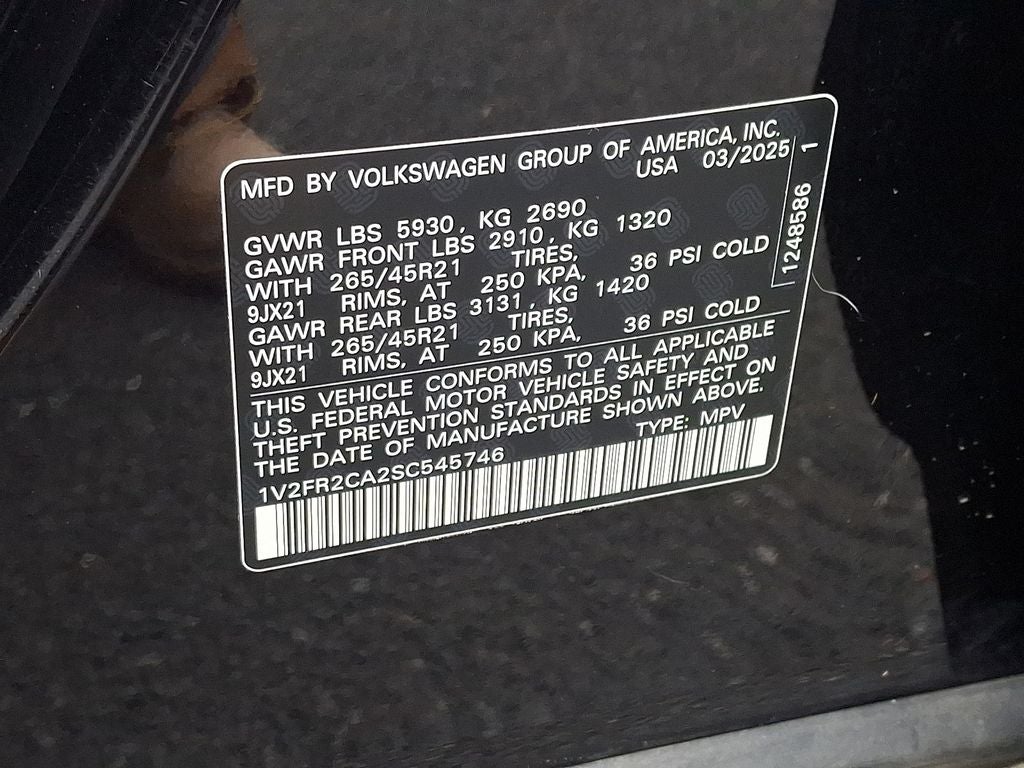 MFD BY VOLKSWAGEN GROUP OF AMERICA, INC.
USA 03/2025
GVWR LBS 5930, KG 2690
GAWR FRONT LBS 2910, KG 1320
WITH 265/45R21 TIRES,
9JX21 RIMS, AT 250 KPA, 36 PSI COLD
GAWR REAR LBS 3131, KG 1420
WITH 265/45R21 TIRES,
9JX21 RIMS, AT 250 KPA, 36 PSI COLD
THIS VEHICLE CONFORMS TO ALL APPLICABLE
U.S. FEDERAL MOTOR VEHICLE SAFETY AND
THEFT PREVENTION STANDARDS IN EFFECT ON
THE DATE OF MANUFACTURE SHOWN ABOVE.
1V2FR2CA2SC545746 TYPE: MPV
1248586 1